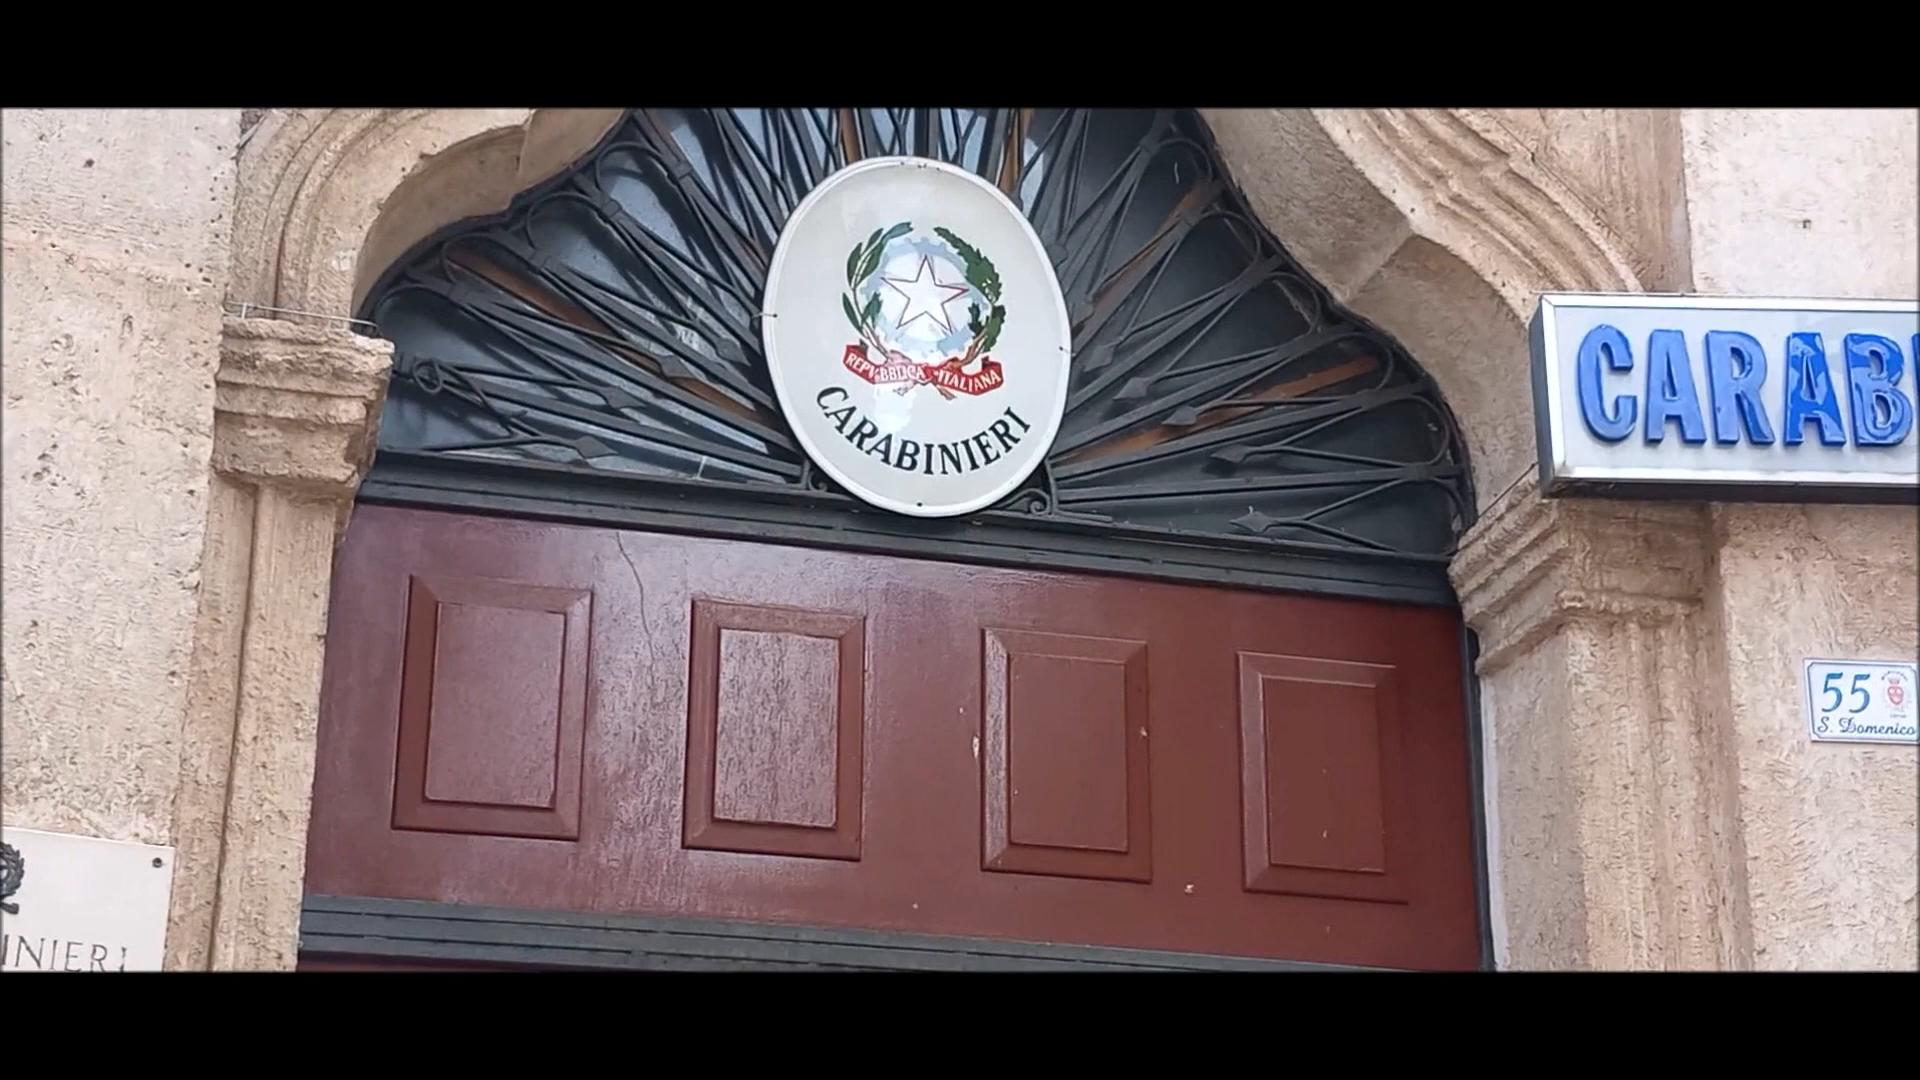 REPVBBLICA ITALIANA
CARABINIERI
CARAB
55
S. Domenico
INIERI